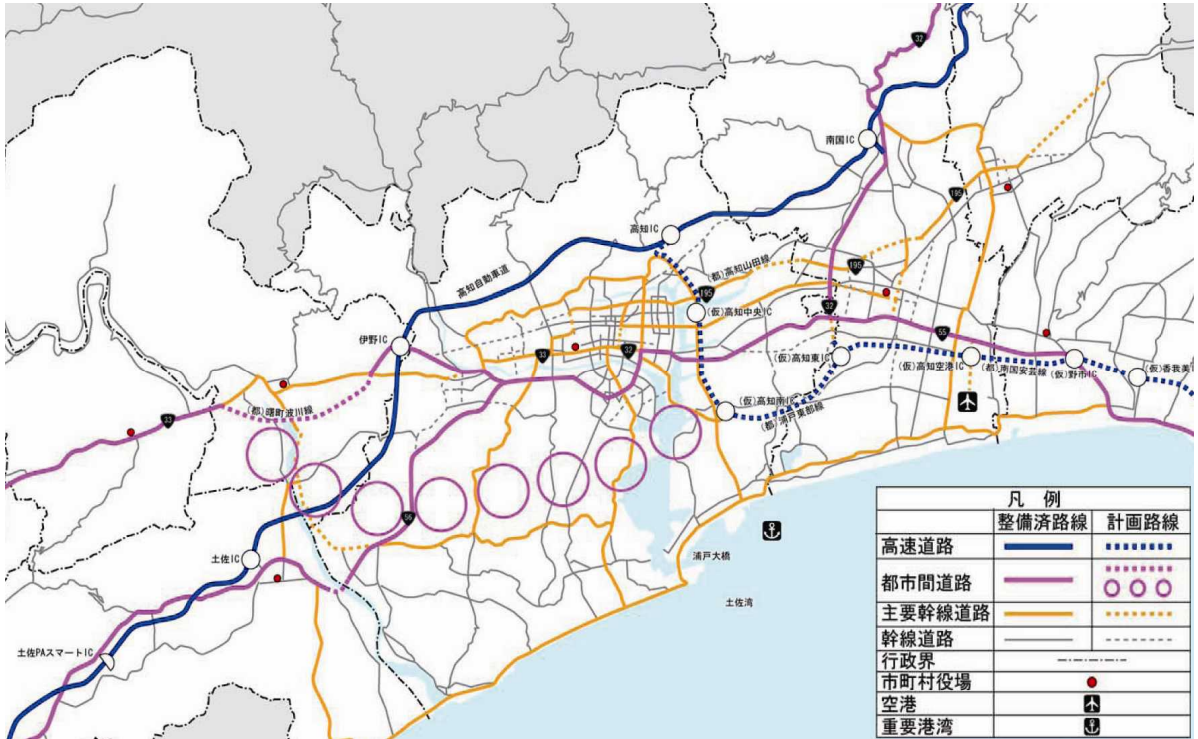 32
南国IC
195
高知IC
高知自動車道
(都)高知山田線
195
195
(仮)高知中央IC
32
伊野IC
55
33
32
(仮)高知東IC
(仮)高知空港IC
(都)南国安芸線
(仮)野市IC
(仮)香我美
(都)曙町波川線
33
(仮)高知南IC
(都)浦戸東部線
56
土佐IC
浦戸大橋
土佐湾
土佐PAスマートIC
凡 例
整備済路線 計画路線
高速道路
都市間道路
主要幹線道路
幹線道路
行政界
市町村役場
空港
重要港湾